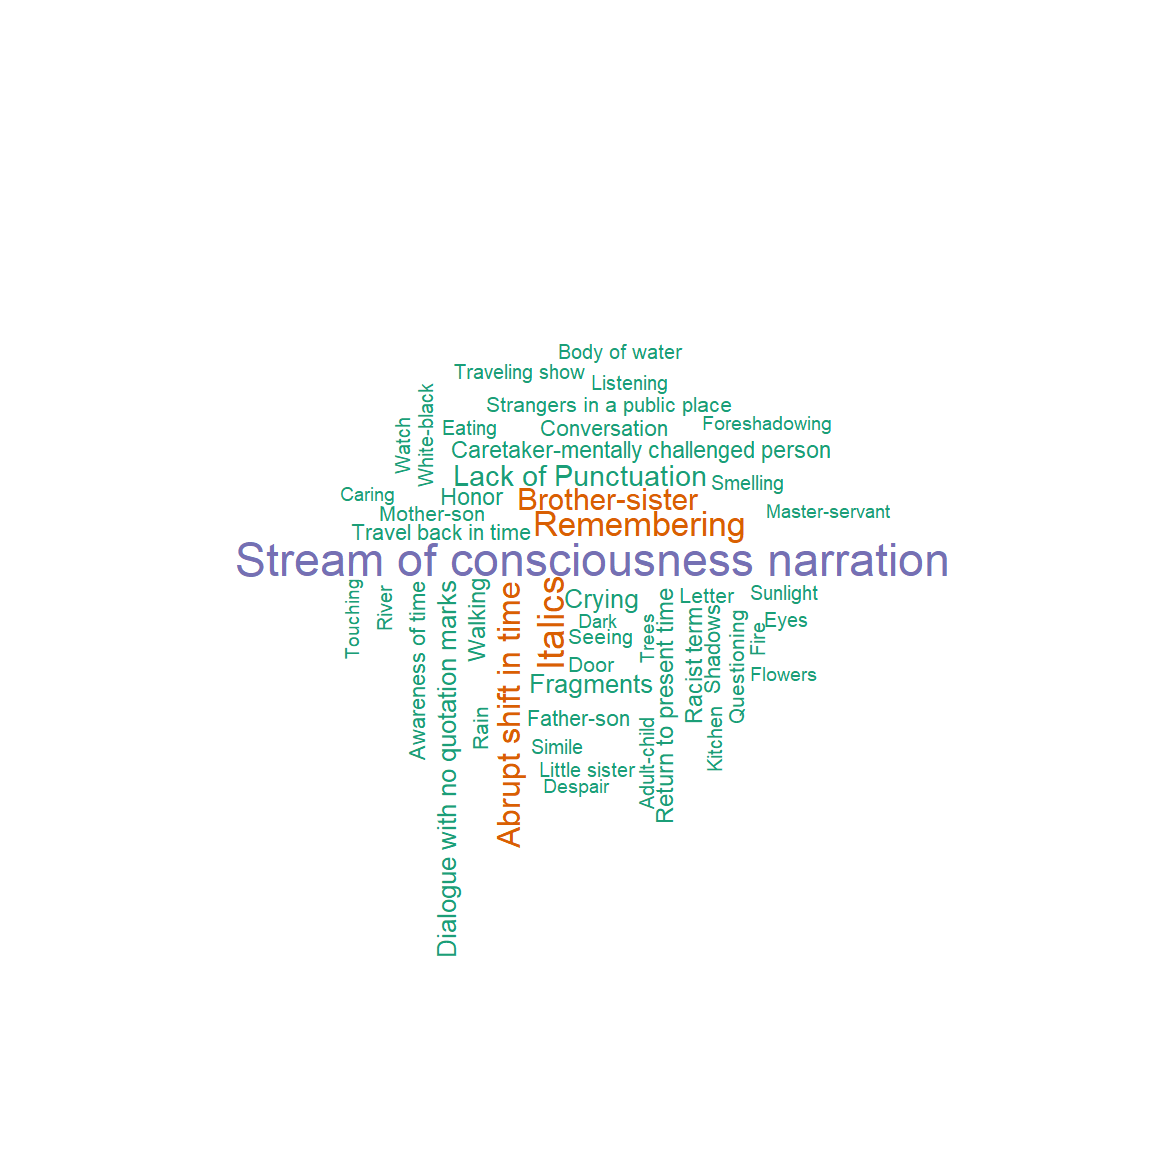 Body of water
Traveling show
Listening
Strangers in a public place
Watch
White-black
Eating
Conversation
Foreshadowing
Caretaker-mentally challenged person
Lack of Punctuation
Smelling
Caring
Honor
Brother-sister
Mother-son
Master-servant
Remembering
Travel back in time
Stream of consciousness narration
Touching
River
Awareness of time
Dialogue with no quotation marks
Walking
Rain
Abrupt shift in time
Italics
Crying
Dark
Seeing
Door
Fragments
Father-son
Simile
Little sister
Despair
Trees
Adult-child
Return to present time
Letter
Racist term
Shadows
Kitchen
Questioning
Sunlight
Fire
Eyes
Flowers